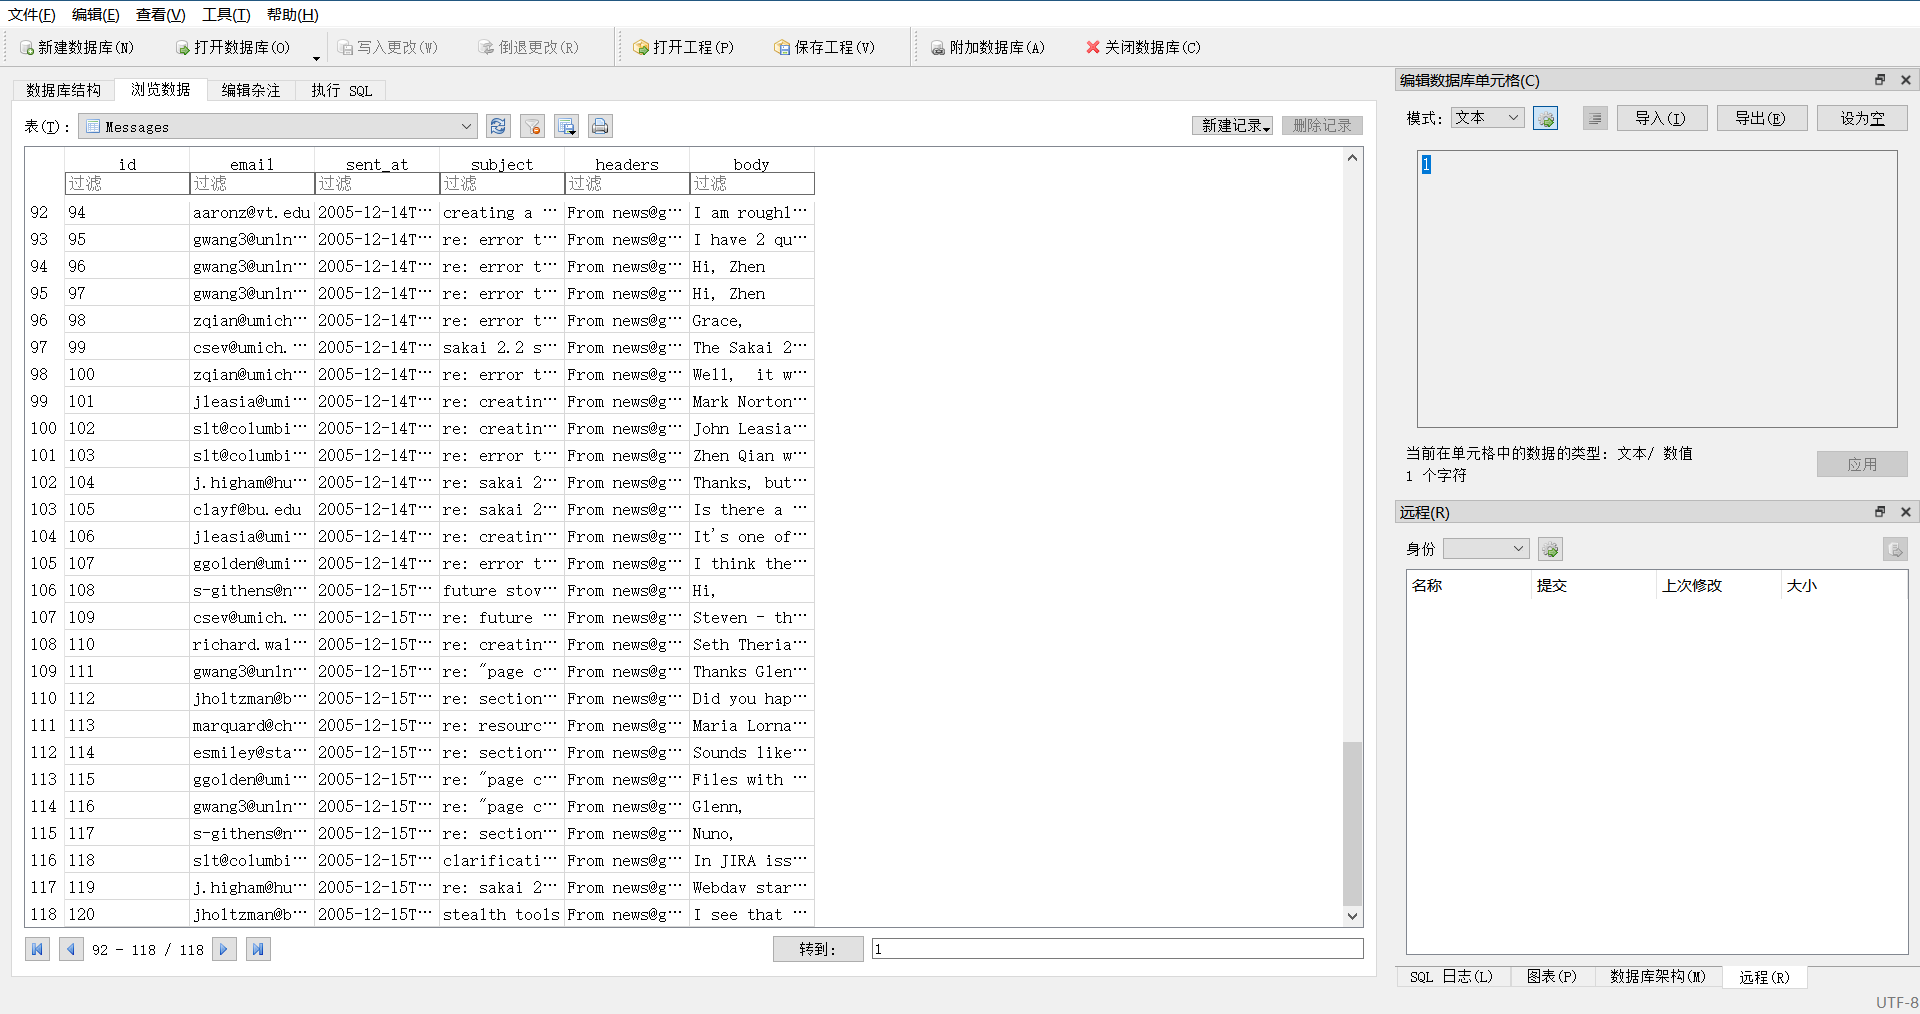 文件(F) 编辑(E) 查看(V) 工具(T) 帮助(H)
新建数据库(N) 打开数据库(O) 写入更改(W) 倒退更改(R) 打开工程(P) 保存工程(V) 附加数据库(A) 关闭数据库(C)
数据库结构 浏览数据 编辑杂注 执行 SQL
表(T): Messages 新建记录 删除记录
id email sent_at subject headers body
过滤 过滤 过滤 过滤 过滤 过滤
92 94 aaronz@vt.edu 2005-12-14T… creating a … From news@g… I am roughl…
93 95 gwang3@unln… 2005-12-14T… re: error t… From news@g… I have 2 qu…
94 96 gwang3@unln… 2005-12-14T… re: error t… From news@g… Hi, Zhen
95 97 gwang3@unln… 2005-12-14T… re: error t… From news@g… Hi, Zhen
96 98 zqian@umich… 2005-12-14T… re: error t… From news@g… Grace,
97 99 csev@umich.… 2005-12-14T… sakai 2.2 s… From news@g… The Sakai 2…
98 100 zqian@umich… 2005-12-14T… re: error t… From news@g… Well, it w…
99 101 jleasia@umi… 2005-12-14T… re: creatin… From news@g… Mark Norton…
100 102 slt@columbi… 2005-12-14T… re: creatin… From news@g… John Leasia…
101 103 slt@columbi… 2005-12-14T… re: error t… From news@g… Zhen Qian w…
102 104 j.higham@hu… 2005-12-14T… re: sakai 2… From news@g… Thanks, but…
103 105 clayf@bu.edu 2005-12-14T… re: sakai 2… From news@g… Is there a …
104 106 jleasia@umi… 2005-12-14T… re: creatin… From news@g… It's one of…
105 107 ggolden@umi… 2005-12-14T… re: error t… From news@g… I think the…
106 108 s-githens@n… 2005-12-15T… future stov… From news@g… Hi,
107 109 csev@umich.… 2005-12-15T… re: future … From news@g… Steven - th…
108 110 richard.wal… 2005-12-15T… re: creatin… From news@g… Seth Theria…
109 111 gwang3@unln… 2005-12-15T… re: "page c… From news@g… Thanks Glen…
110 112 jholtzman@b… 2005-12-15T… re: section… From news@g… Did you hap…
111 113 marquard@ch… 2005-12-15T… re: resourc… From news@g… Maria Lorna…
112 114 esmiley@sta… 2005-12-15T… re: section… From news@g… Sounds like…
113 115 ggolden@umi… 2005-12-15T… re: "page c… From news@g… Files with …
114 116 gwang3@unln… 2005-12-15T… re: "page c… From news@g… Glenn,
115 117 s-githens@n… 2005-12-15T… re: section… From news@g… Nuno,
116 118 slt@columbi… 2005-12-15T… clarificati… From news@g… In JIRA iss…
117 119 j.higham@hu… 2005-12-15T… re: sakai 2… From news@g… Webdav star…
118 120 jholtzman@b… 2005-12-15T… stealth tools From news@g… I see that …
92 - 118 / 118 转到: 1
编辑数据库单元格(C)
模式: 文本 导入(I) 导出(E) 设为空
1
当前在单元格中的数据的类型: 文本/ 数值
1 个字符
应用
远程(R)
身份
名称 提交 上次修改 大小
SQL 日志(L) 图表(P) 数据库架构(M) 远程(R)
UTF-8